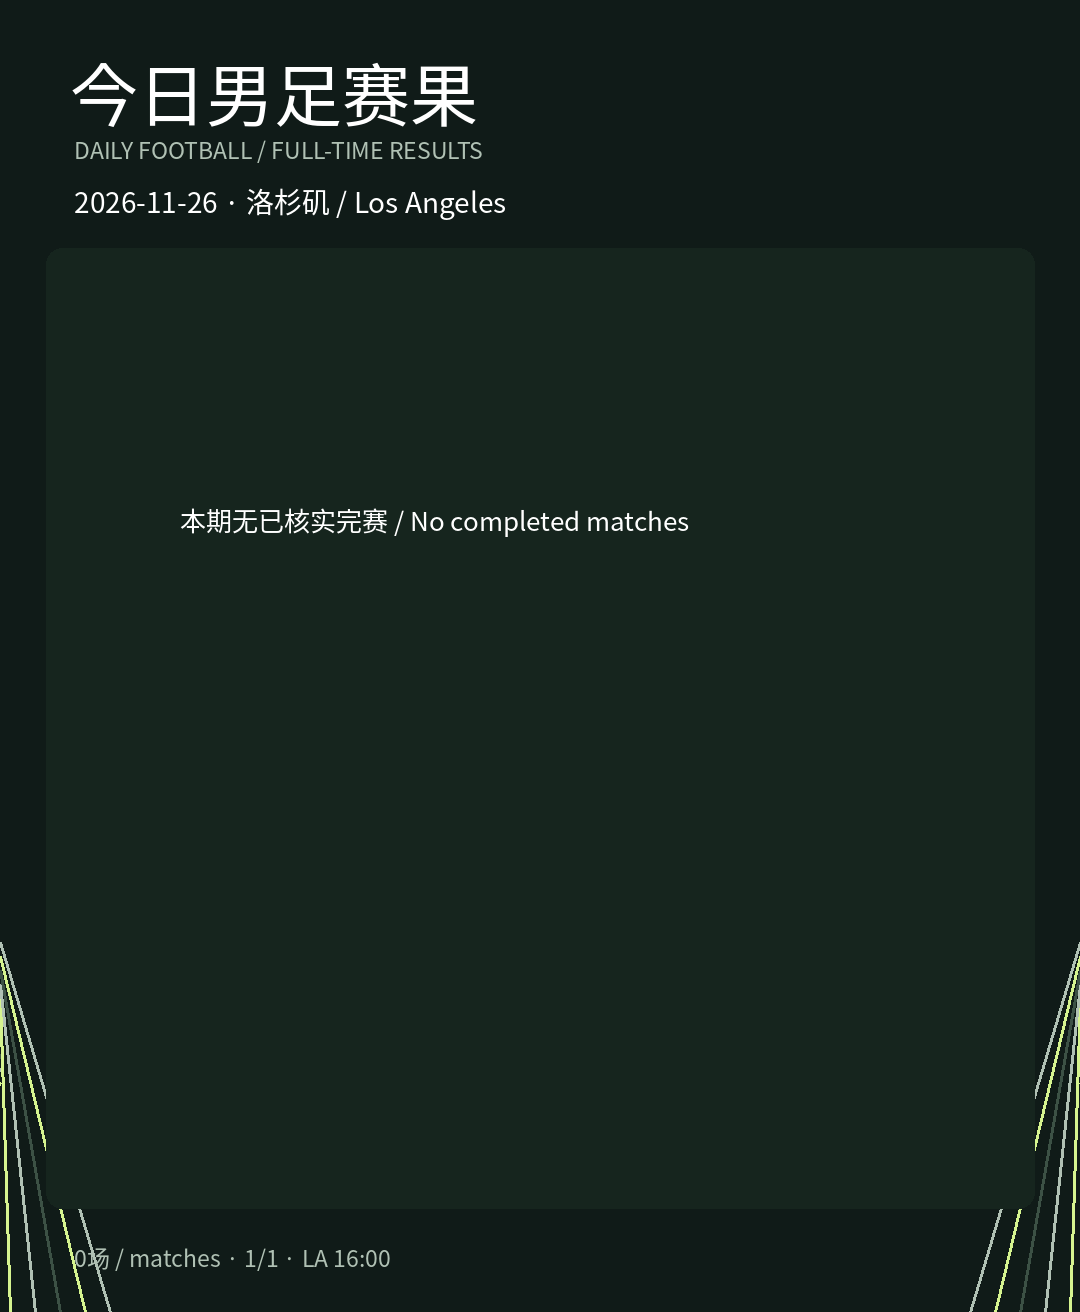 今日男足赛果
DAILY FOOTBALL / FULL-TIME RESULTS
2026-11-26 · 洛杉矶 / Los Angeles
本期无已核实完赛 / No completed matches
0场 / matches · 1/1 · LA 16:00